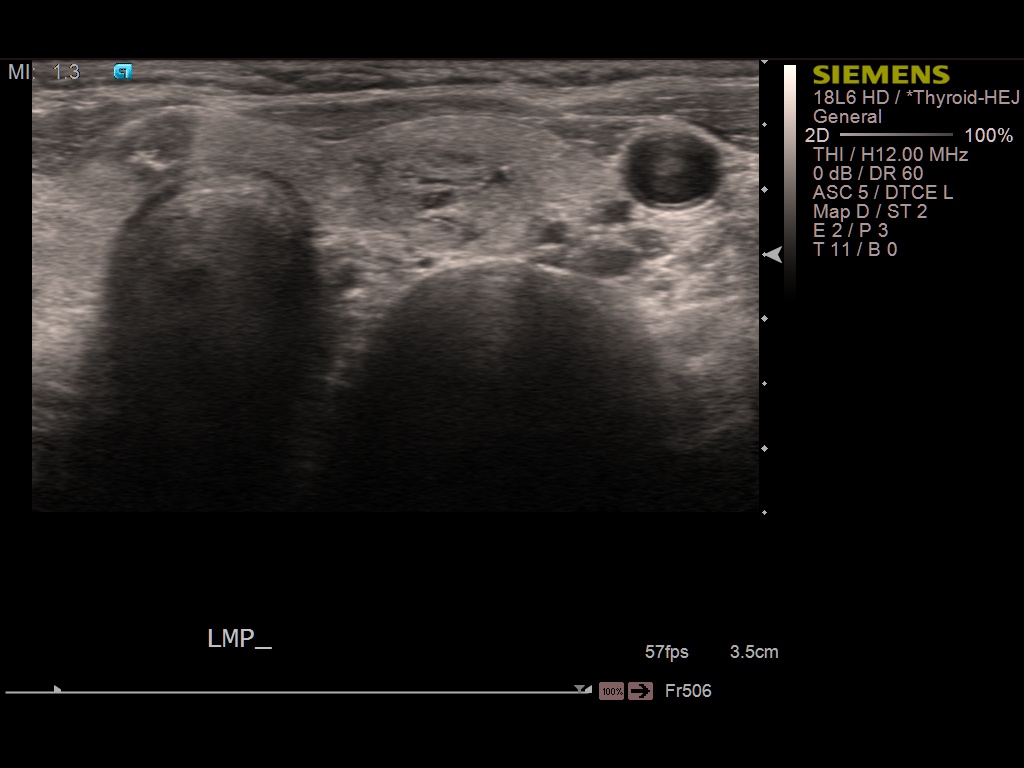 MI: 1.3
SIEMENS
18L6 HD / *Thyroid-HEJ
General
2D 100%
THI / H12.00 MHz
0 dB / DR 60
ASC 5 / DTCE L
Map D / ST 2
E 2 / P 3
T 11 / B 0
LMP_
57fps 3.5cm
100% Fr506